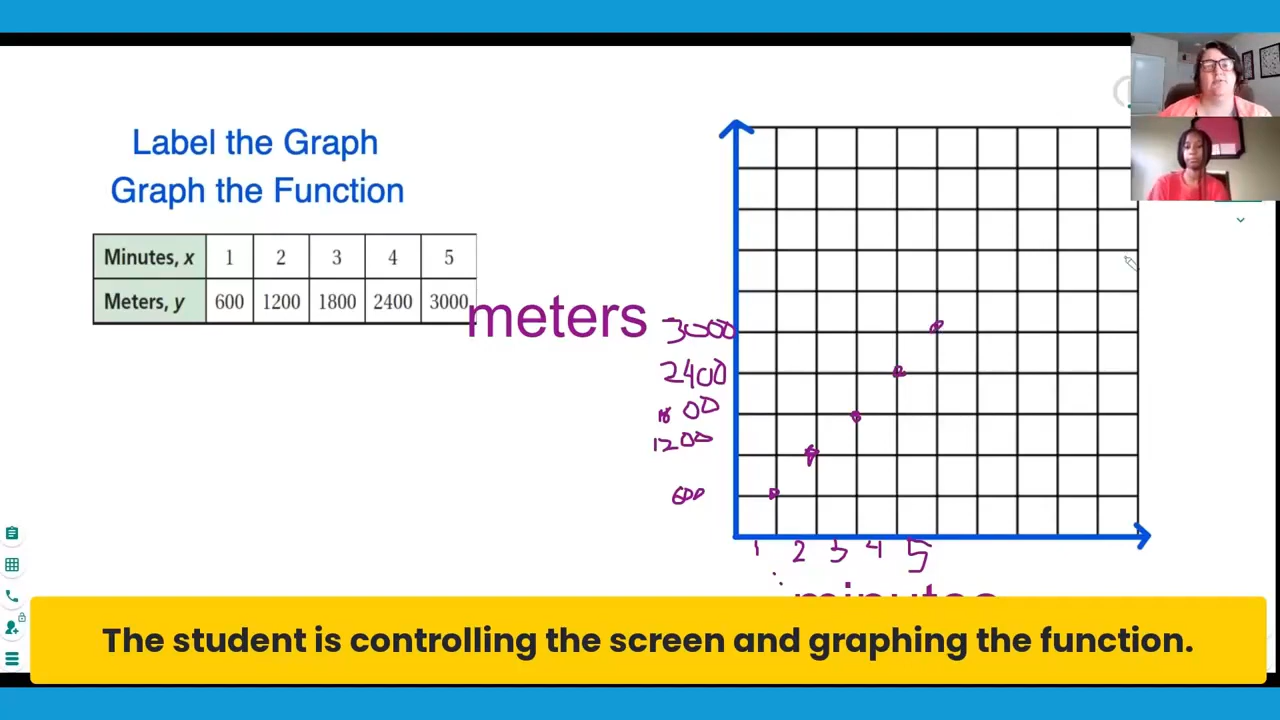 Label the Graph
Graph the Function
Minutes, x 1 2 3 4 5
Meters, y 600 1200 1800 2400 3000
meters
3000
2400
1800
1200
600
1 2 3 4 5
minutes
The student is controlling the screen and graphing the function.